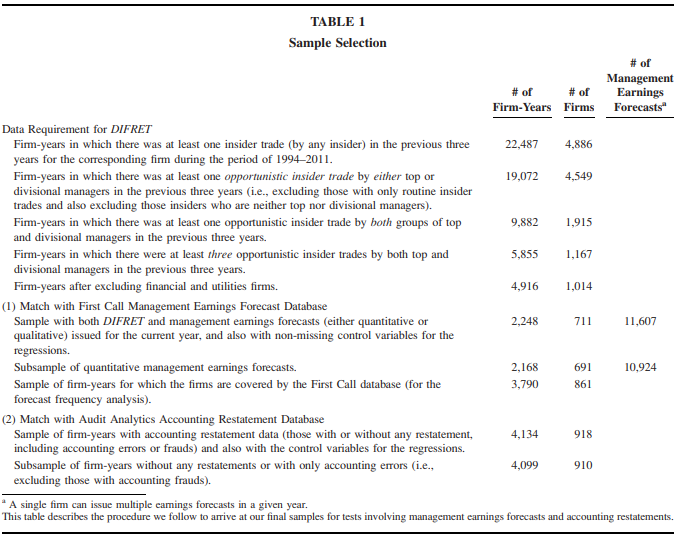 TABLE 1
Sample Selection
# of
Management
# of # of Earnings
Firm-Years Firms Forecastsᵃ
Data Requirement for DIFRET
Firm-years in which there was at least one insider trade (by any insider) in the previous three 22,487 4,886
years for the corresponding firm during the period of 1994–2011.
Firm-years in which there was at least one opportunistic insider trade by either top or 19,072 4,549
divisional managers in the previous three years (i.e., excluding those with only routine insider
trades and also excluding those insiders who are neither top nor divisional managers).
Firm-years in which there was at least one opportunistic insider trade by both groups of top 9,882 1,915
and divisional managers in the previous three years.
Firm-years in which there were at least three opportunistic insider trades by both top and 5,855 1,167
divisional managers in the previous three years.
Firm-years after excluding financial and utilities firms. 4,916 1,014
(1) Match with First Call Management Earnings Forecast Database
Sample with both DIFRET and management earnings forecasts (either quantitative or 2,248 711 11,607
qualitative) issued for the current year, and also with non-missing control variables for the
regressions.
Subsample of quantitative management earnings forecasts. 2,168 691 10,924
Sample of firm-years for which the firms are covered by the First Call database (for the 3,790 861
forecast frequency analysis).
(2) Match with Audit Analytics Accounting Restatement Database
Sample of firm-years with accounting restatement data (those with or without any restatement, 4,134 918
including accounting errors or frauds) and also with the control variables for the regressions.
Subsample of firm-years without any restatements or with only accounting errors (i.e., 4,099 910
excluding those with accounting frauds).
ᵃ A single firm can issue multiple earnings forecasts in a given year.
This table describes the procedure we follow to arrive at our final samples for tests involving management earnings forecasts and accounting restatements.